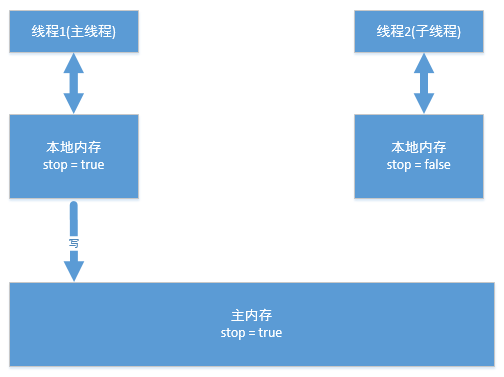 线程1(主线程)
线程2(子线程)
本地内存
stop = true
本地内存
stop = false
写
主内存
stop = true